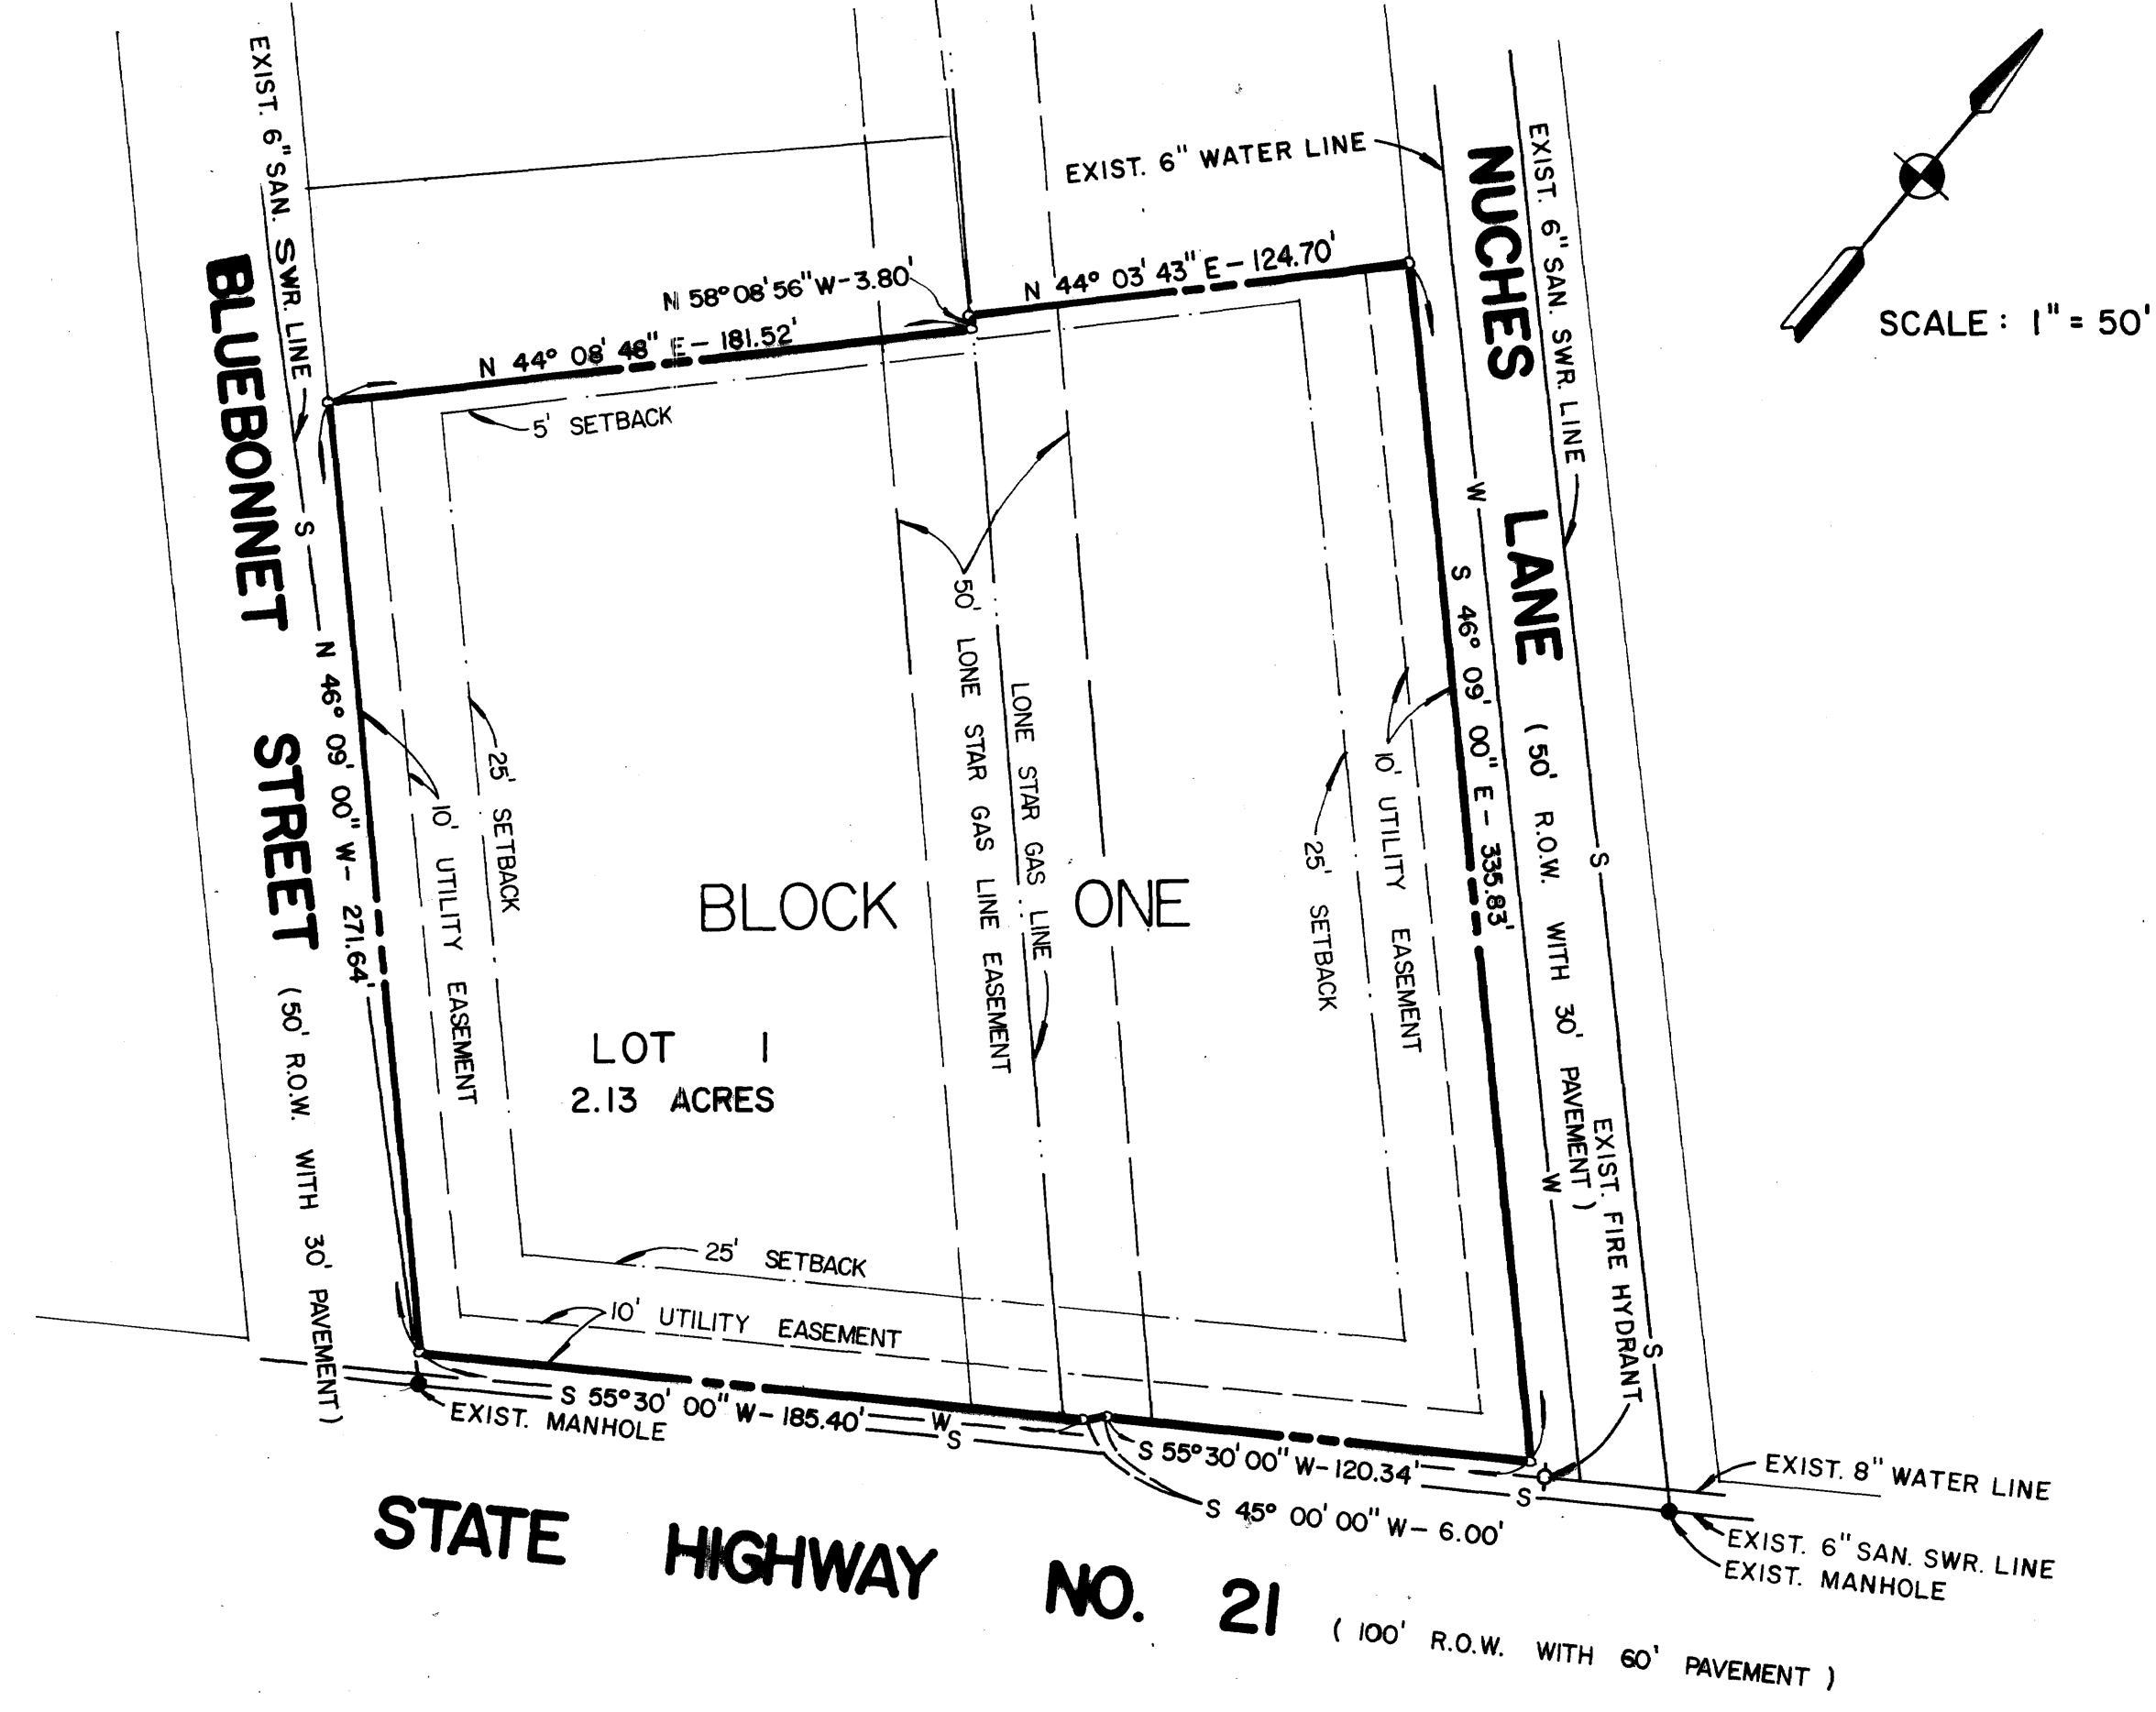 EXIST. 6" SAN. SWR. LINE
BLUEBONNET STREET (50' R.O.W. WITH 30' PAVEMENT)
S
N 46° 09' 00" W - 271.64'
N 44° 08' 48" E - 181.52'
N 58° 08' 56" W - 3.80'
N 44° 03' 43" E - 124.70'
EXIST. 6" WATER LINE
NUCHES LANE (50' R.O.W. WITH 30' PAVEMENT)
EXIST. 6" SAN. SWR. LINE
SCALE: 1" = 50'
5' SETBACK
W
S 46° 09' 00" E - 335.83'
50' LONE STAR GAS LINE EASEMENT
LONE STAR GAS LINE
25' SETBACK
10' UTILITY EASEMENT
25' SETBACK
10' UTILITY EASEMENT
S
BLOCK ONE
LOT 1
2.13 ACRES
W
EXIST. FIRE HYDRANT
S
25' SETBACK
10' UTILITY EASEMENT
S 55° 30' 00" W - 185.40'
W
S
EXIST. MANHOLE
S 55° 30' 00" W - 120.34'
S
S 45° 00' 00" W - 6.00'
EXIST. 8" WATER LINE
EXIST. 6" SAN. SWR. LINE
EXIST. MANHOLE
STATE HIGHWAY NO. 21 (100' R.O.W. WITH 60' PAVEMENT)